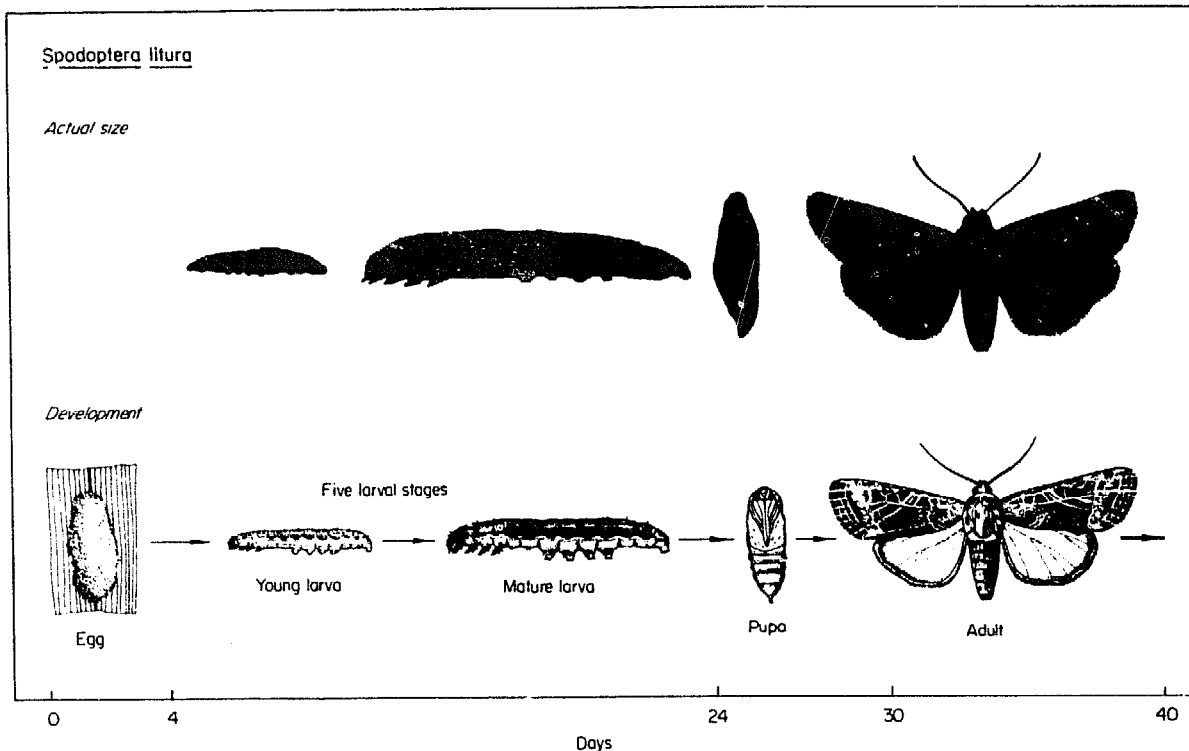 Spodoptera litura
Actual size
Development
Five larval stages
Young larva
Mature larva
Egg
Pupa
Adult
0 4 24 30 40
Days